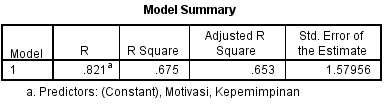 Model Summary
Model R R Square Adjusted R Square Std. Error of the Estimate
1 .821a .675 .653 1.57956
a. Predictors: (Constant), Motivasi, Kepemimpinan